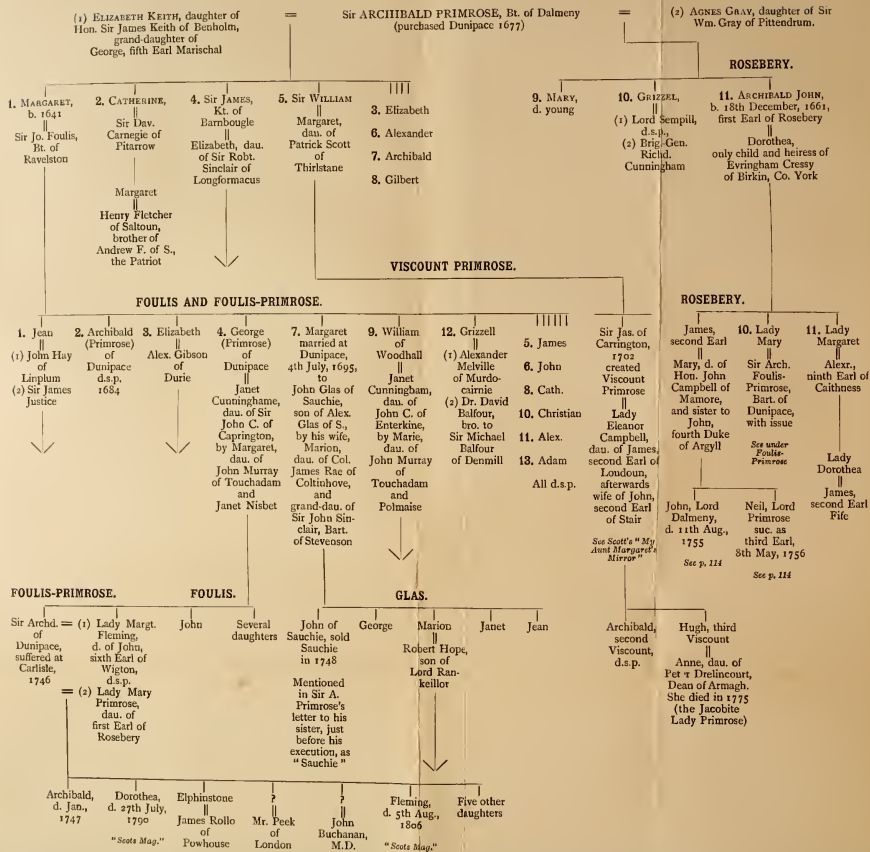 (1) ELIZABETH KEITH, daughter of
Hon. Sir James Keith of Benholm,
grand-daughter of
George, fifth Earl Marischal
=
Sir ARCHIBALD PRIMROSE, Bt. of Dalmeny
(purchased Dunipace 1677)
=
(2) AGNES GRAY, daughter of Sir
Wm. Gray of Pittendrum.
ROSEBERY.
1. MARGARET,
b. 1641
||
Sir Jo. Foulis,
Bt. of
Ravelston
2. CATHERINE,
||
Sir Dav.
Carnegie of
Pitarrow
Margaret
||
Henry Fletcher
of Saltoun,
brother of
Andrew F. of S.,
the Patriot
4. Sir JAMES,
Kt. of
Barnbougle
||
Elizabeth, dau.
of Sir Robt.
Sinclair of
Longformacus
5. Sir WILLIAM
||
Margaret,
dau. of
Patrick Scott
of
Thirlstane
3. Elizabeth
6. Alexander
7. Archibald
8. Gilbert
9. MARY,
d. young
10. GRIZZEL,
||
(1) Lord Sempill,
d.s.p.,
(2) Brig.-Gen.
Richd.
Cunningham
11. ARCHIBALD JOHN,
b. 18th December, 1661,
first Earl of Rosebery
||
Dorothea,
only child and heiress of
Evringham Cressy
of Birkin, Co. York
VISCOUNT PRIMROSE.
FOULIS AND FOULIS-PRIMROSE.
ROSEBERY.
1. Jean
||
(1) John Hay
of
Linplum
(2) Sir James
Justice
2. Archibald
(Primrose)
of
Dunipace
d.s.p.
1684
3. Elizabeth
||
Alex. Gibson
of
Durie
4. George
(Primrose)
of
Dunipace
||
Janet
Cunninghame,
dau. of Sir
John C. of
Caprington,
by Margaret,
dau. of
John Murray
of Touchadam
and
Janet Nisbet
7. Margaret
married at
Dunipace,
4th July, 1695,
to
John Glas of
Sauchie,
son of Alex.
Glas of S.,
by his wife,
Marion,
dau. of Col.
James Rae of
Coltinhove,
and
grand-dau. of
Sir John Sin-
clair, Bart.
of Stevenson
9. William
of
Woodhall
||
Janet
Cunningham,
dau. of
John C. of
Enterkine,
by Marie,
dau. of
John Murray
of
Touchadam
and
Polmaise
12. Grizzell
||
(1) Alexander
Melville
of Murdo-
cairnie
(2) Dr. David
Balfour,
bro. to
Sir Michael
Balfour
of Denmill
5. James
6. John
8. Cath.
10. Christian
11. Alex.
13. Adam
All d.s.p.
Sir Jas. of
Carrington,
1702
created
Viscount
Primrose
||
Lady
Eleanor
Campbell,
dau. of James,
second Earl of
Loudoun,
afterwards
wife of John,
second Earl
of Stair
See Scott's "My
Aunt Margaret's
Mirror"
James,
second Earl
||
Mary, d. of
Hon. John
Campbell of
Mamore,
and sister to
John,
fourth Duke
of Argyll
10. Lady
Mary
||
Sir Arch.
Foulis-
Primrose,
Bart. of
Dunipace,
with issue
See under
Foulis-
Primrose
11. Lady
Margaret
||
Alexr.,
ninth Earl of
Caithness
Lady
Dorothea
||
James,
second Earl
Fife
John, Lord
Dalmeny,
d. 11th Aug.,
1755
See p. 114
Neil, Lord
Primrose
suc. as
third Earl,
8th May, 1756
See p. 114
FOULIS-PRIMROSE.
FOULIS.
GLAS.
Sir Archd.
of
Dunipace,
suffered at
Carlisle,
1746
= (1) Lady Margt.
Fleming,
d. of John,
sixth Earl of
Wigton,
d.s.p.
= (2) Lady Mary
Primrose,
dau. of
first Earl of
Rosebery
John
Several
daughters
John of
Sauchie, sold
Sauchie
in 1748
Mentioned
in Sir A.
Primrose's
letter to his
sister, just
before his
execution, as
"Sauchie"
George
Marion
||
Robert Hope,
son of
Lord Ran-
keillor
Janet
Jean
Archibald,
second
Viscount,
d.s.p.
Hugh, third
Viscount
||
Anne, dau. of
Drelincourt,
Dean of Armagh.
She died in 1775
(the Jacobite
Lady Primrose)
Archibald,
d. Jan.,
1747
Dorothea,
d. 27th July,
1790
"Scots Mag."
Elphinstone
||
James Rollo
of
Powhouse
?
||
Mr. Peek
of
London
?
||
John
Buchanan,
M.D.
Fleming,
d. 5th Aug.,
1806
"Scots Mag."
Five other
daughters